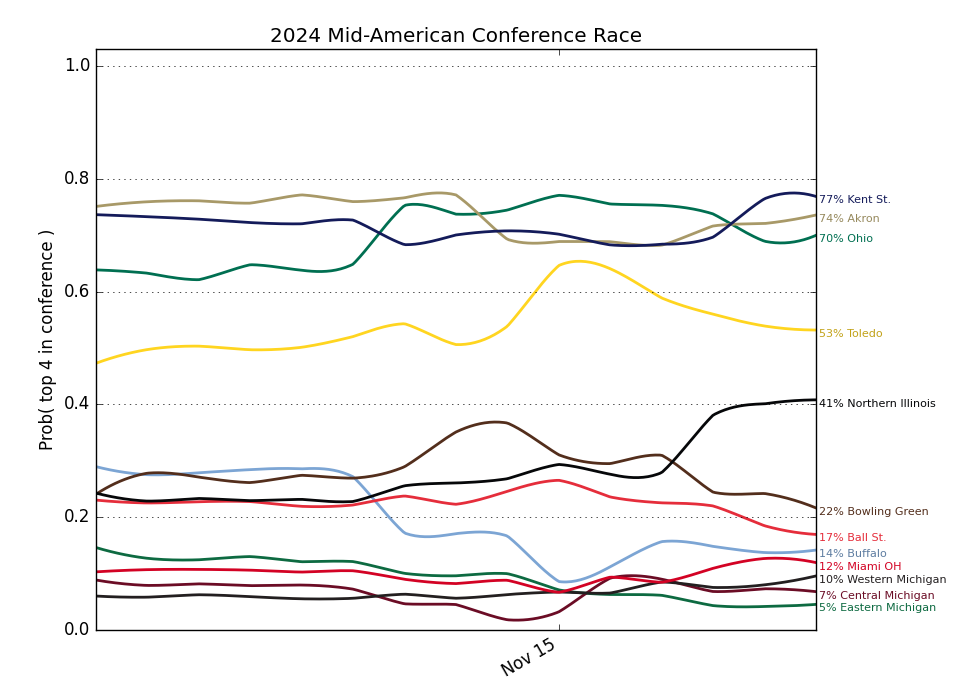 2024 Mid-American Conference Race
Prob( top 4 in conference )
1.0
0.8
0.6
0.4
0.2
0.0
Nov 15
77% Kent St.
74% Akron
70% Ohio
53% Toledo
41% Northern Illinois
22% Bowling Green
17% Ball St.
14% Buffalo
12% Miami OH
10% Western Michigan
7% Central Michigan
5% Eastern Michigan